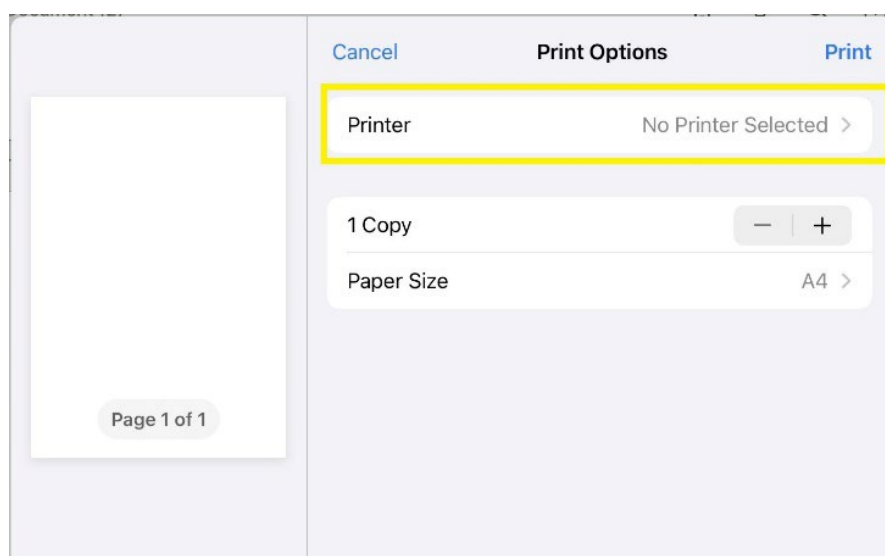 Cancel Print Options Print
Printer No Printer Selected
1 Copy
Paper Size A4
Page 1 of 1